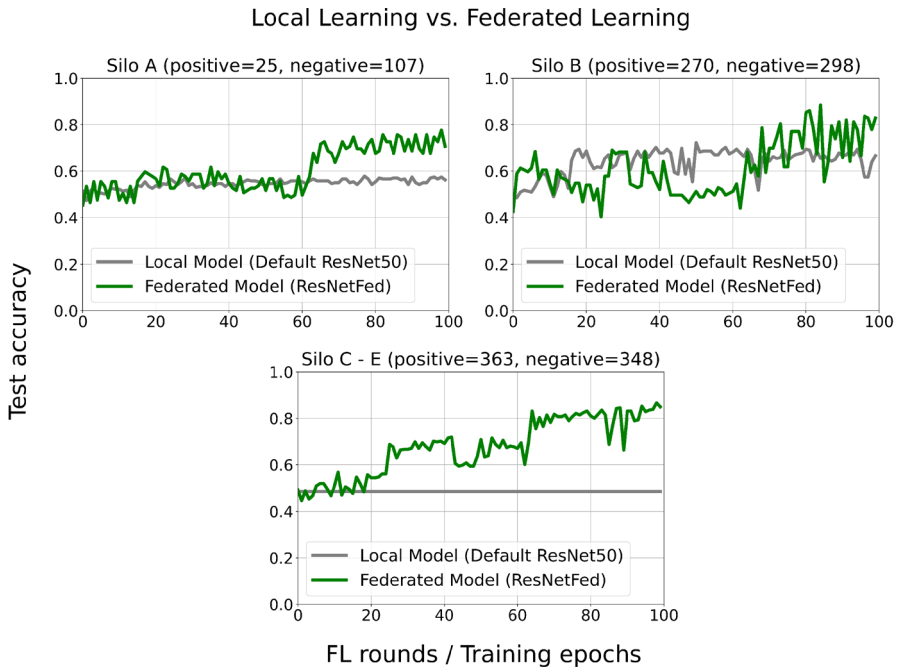 Local Learning vs. Federated Learning
Silo A (positive=25, negative=107)
1.0
0.8
0.6
0.4
0.2
0.0
0 20 40 60 80 100
Local Model (Default ResNet50)
Federated Model (ResNetFed)
Silo B (positive=270, negative=298)
1.0
0.8
0.6
0.4
0.2
0.0
0 20 40 60 80 100
Local Model (Default ResNet50)
Federated Model (ResNetFed)
Test accuracy
Silo C - E (positive=363, negative=348)
1.0
0.8
0.6
0.4
0.2
0.0
0 20 40 60 80 100
Local Model (Default ResNet50)
Federated Model (ResNetFed)
FL rounds / Training epochs